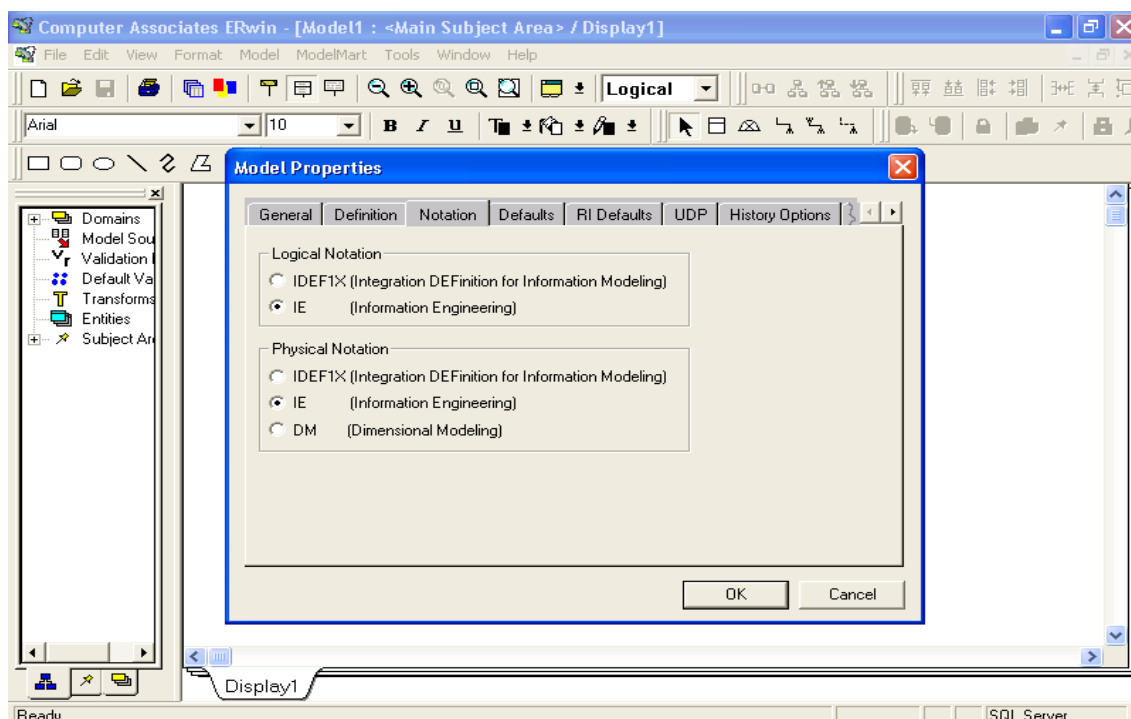 Computer Associates ERwin - [Model1 : <Main Subject Area> / Display1]
File Edit View Format Model ModelMart Tools Window Help
Logical
Arial 10 B I U
Model Properties
General Definition Notation Defaults RI Defaults UDP History Options
Domains
Model Sou
Validation
Default Va
Transforms
Entities
Subject Are
Logical Notation
IDEF1X (Integration DEFinition for Information Modeling)
IE (Information Engineering)
Physical Notation
IDEF1X (Integration DEFinition for Information Modeling)
IE (Information Engineering)
DM (Dimensional Modeling)
OK Cancel
Display1
Ready SQL Server